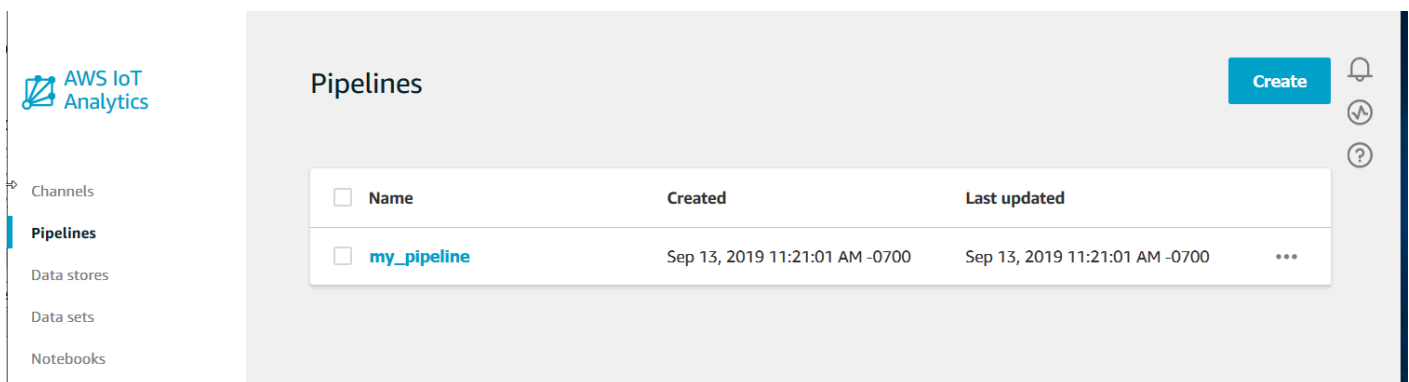 AWS IoT
Analytics
Channels
Pipelines
Data stores
Data sets
Notebooks
Pipelines
Create
Name Created Last updated
my_pipeline Sep 13, 2019 11:21:01 AM -0700 Sep 13, 2019 11:21:01 AM -0700